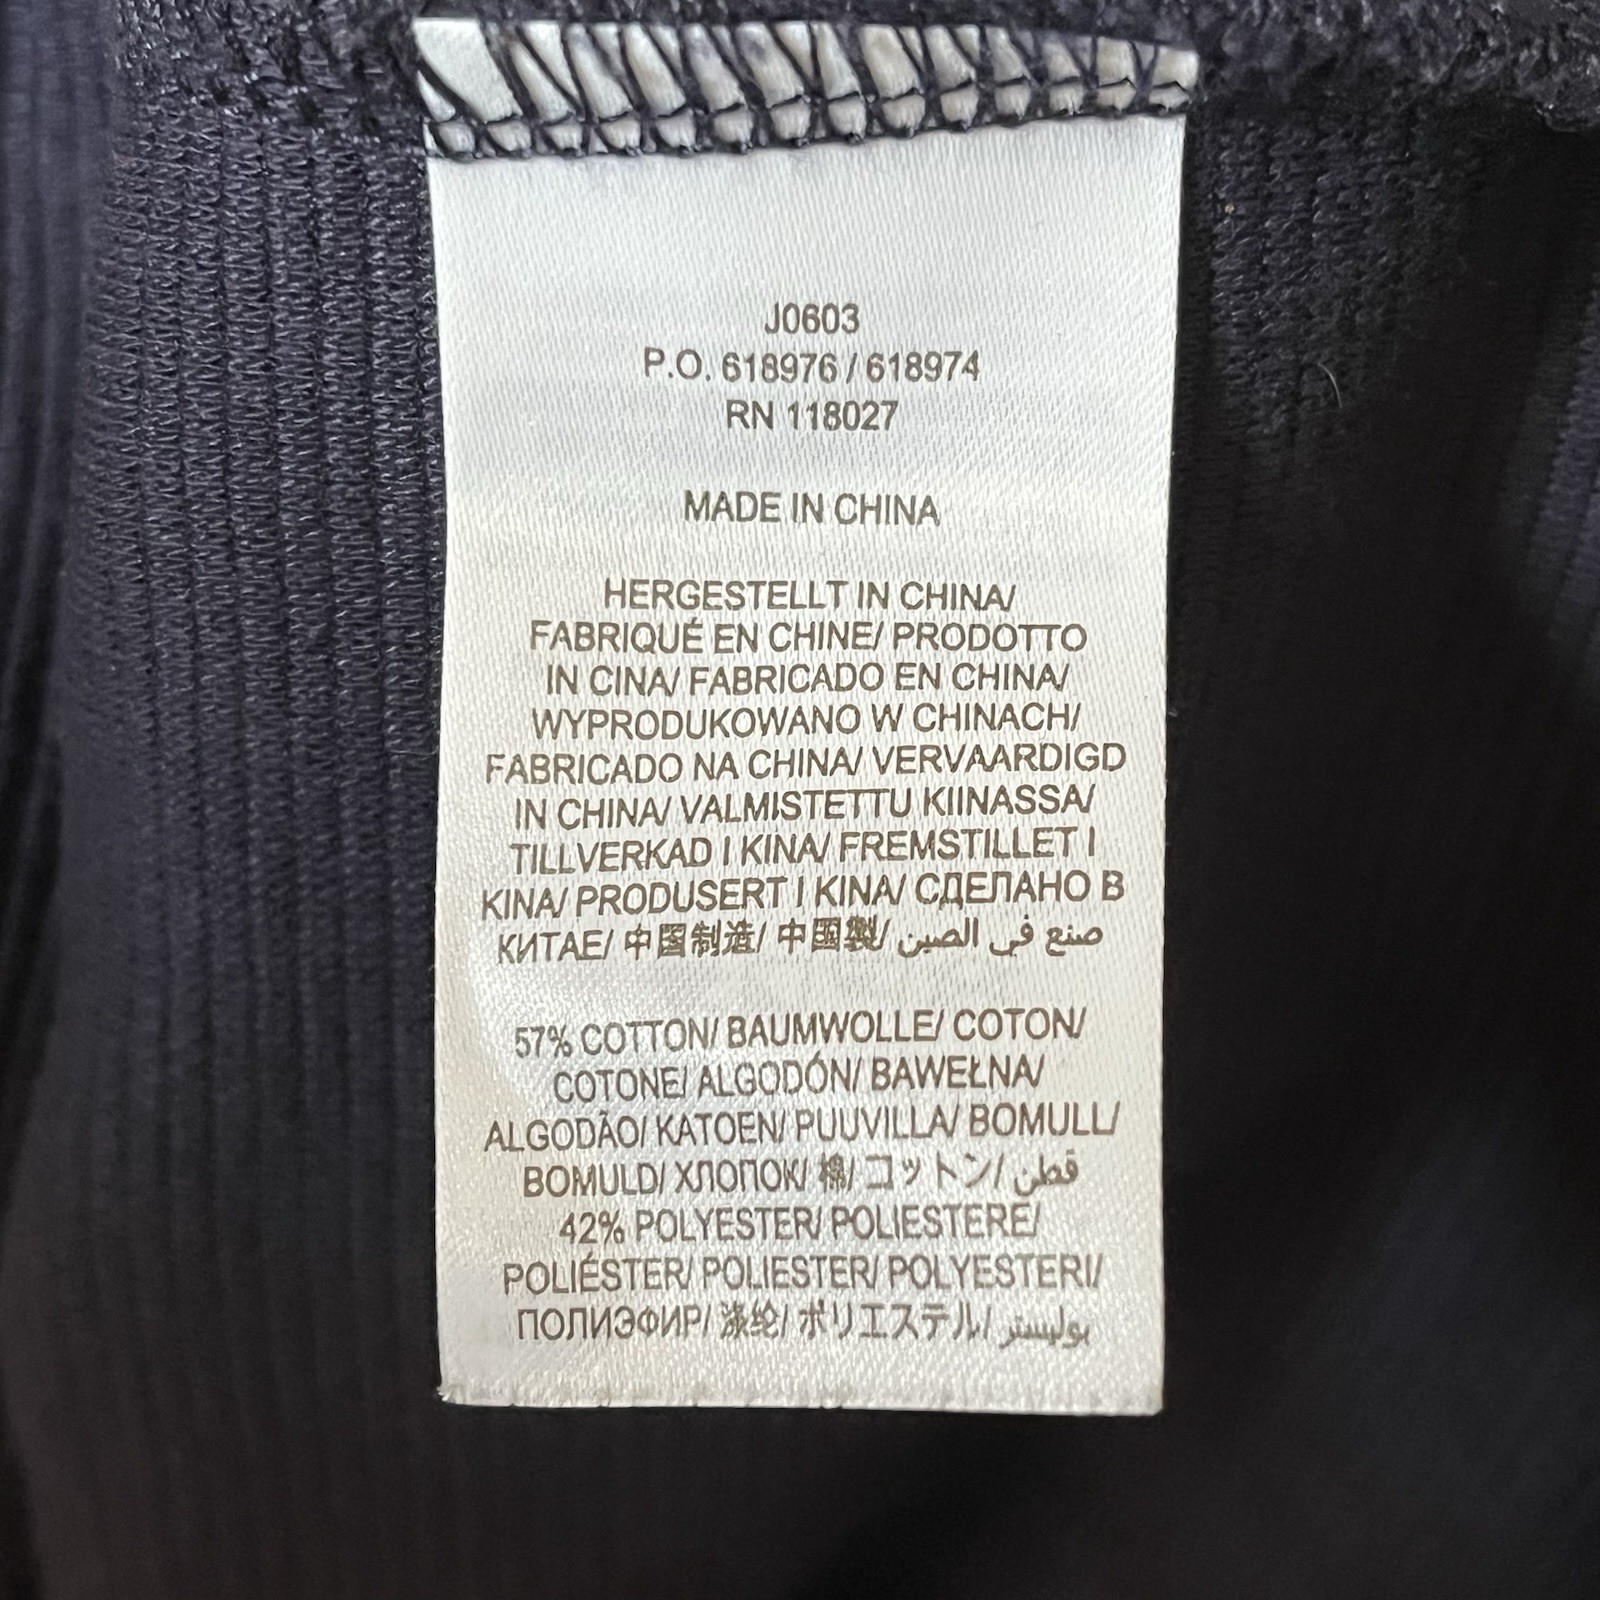 J0603
P.O. 618976 / 618974
RN 118027
MADE IN CHINA
HERGESTELLT IN CHINA/
FABRIQUÉ EN CHINE/ PRODOTTO
IN CINA/ FABRICADO EN CHINA/
WYPRODUKOWANO W CHINACH/
FABRICADO NA CHINA/ VERVAARDIGD
IN CHINA/ VALMISTETTU KIINASSA/
TILLVERKAD I KINA/ FREMSTILLET I
KINA/ PRODUSERT I KINA/ СДЕЛАНО В
КИТАЕ/ 中国制造/ 中国製/ صنع في الصين
57% COTTON/ BAUMWOLLE/ COTON/
COTONE/ ALGODÓN/ BAWEŁNA/
ALGODÃO/ KATOEN/ PUUVILLA/ BOMULL/
BOMULD/ ХЛОПОК/ 棉/ コットン/ قطن
42% POLYESTER/ POLIESTERE/
POLIÉSTER/ POLIESTER/ POLYESTERI/
ПОЛИЭФИР/ 涤纶/ ポリエステル/ بوليستر